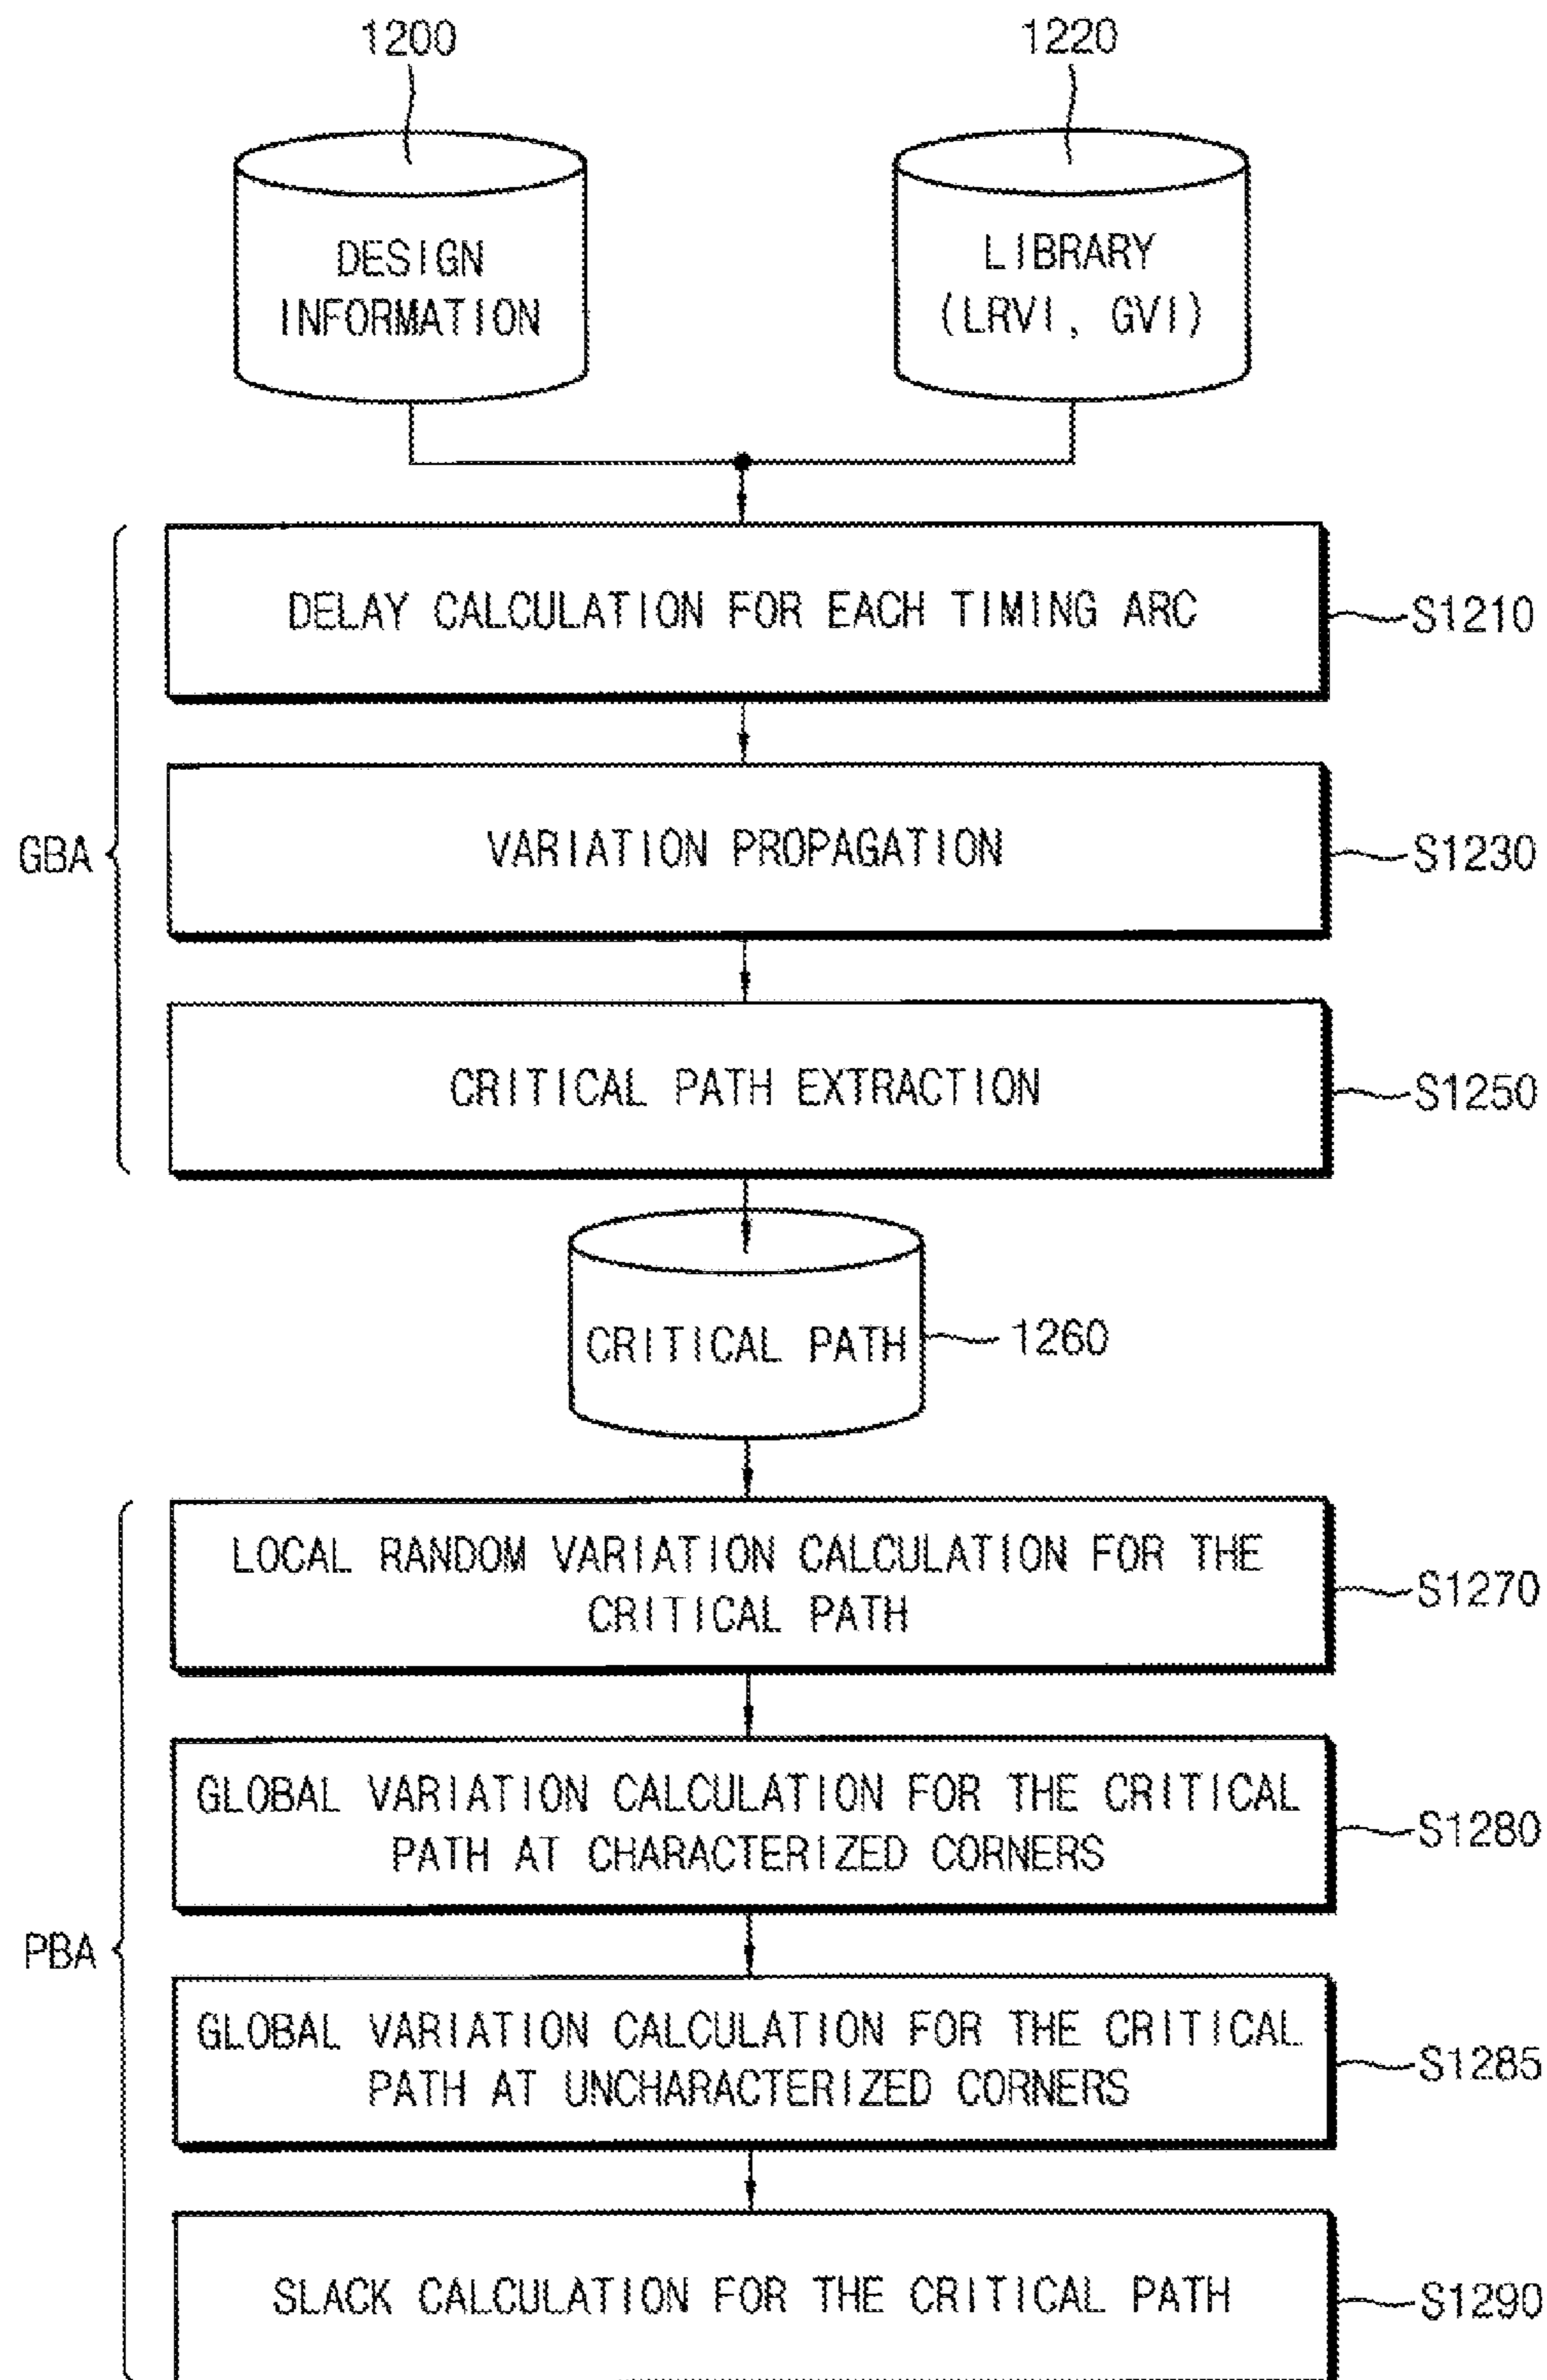 1200
1220
DESIGN
INFORMATION
LIBRARY
(LRVI, GVI)
DELAY CALCULATION FOR EACH TIMING ARC
S1210
GBA
VARIATION PROPAGATION
S1230
CRITICAL PATH EXTRACTION
S1250
CRITICAL PATH
1260
LOCAL RANDOM VARIATION CALCULATION FOR THE
CRITICAL PATH
S1270
GLOBAL VARIATION CALCULATION FOR THE CRITICAL
PATH AT CHARACTERIZED CORNERS
S1280
PBA
GLOBAL VARIATION CALCULATION FOR THE CRITICAL
PATH AT UNCHARACTERIZED CORNERS
S1285
SLACK CALCULATION FOR THE CRITICAL PATH
S1290